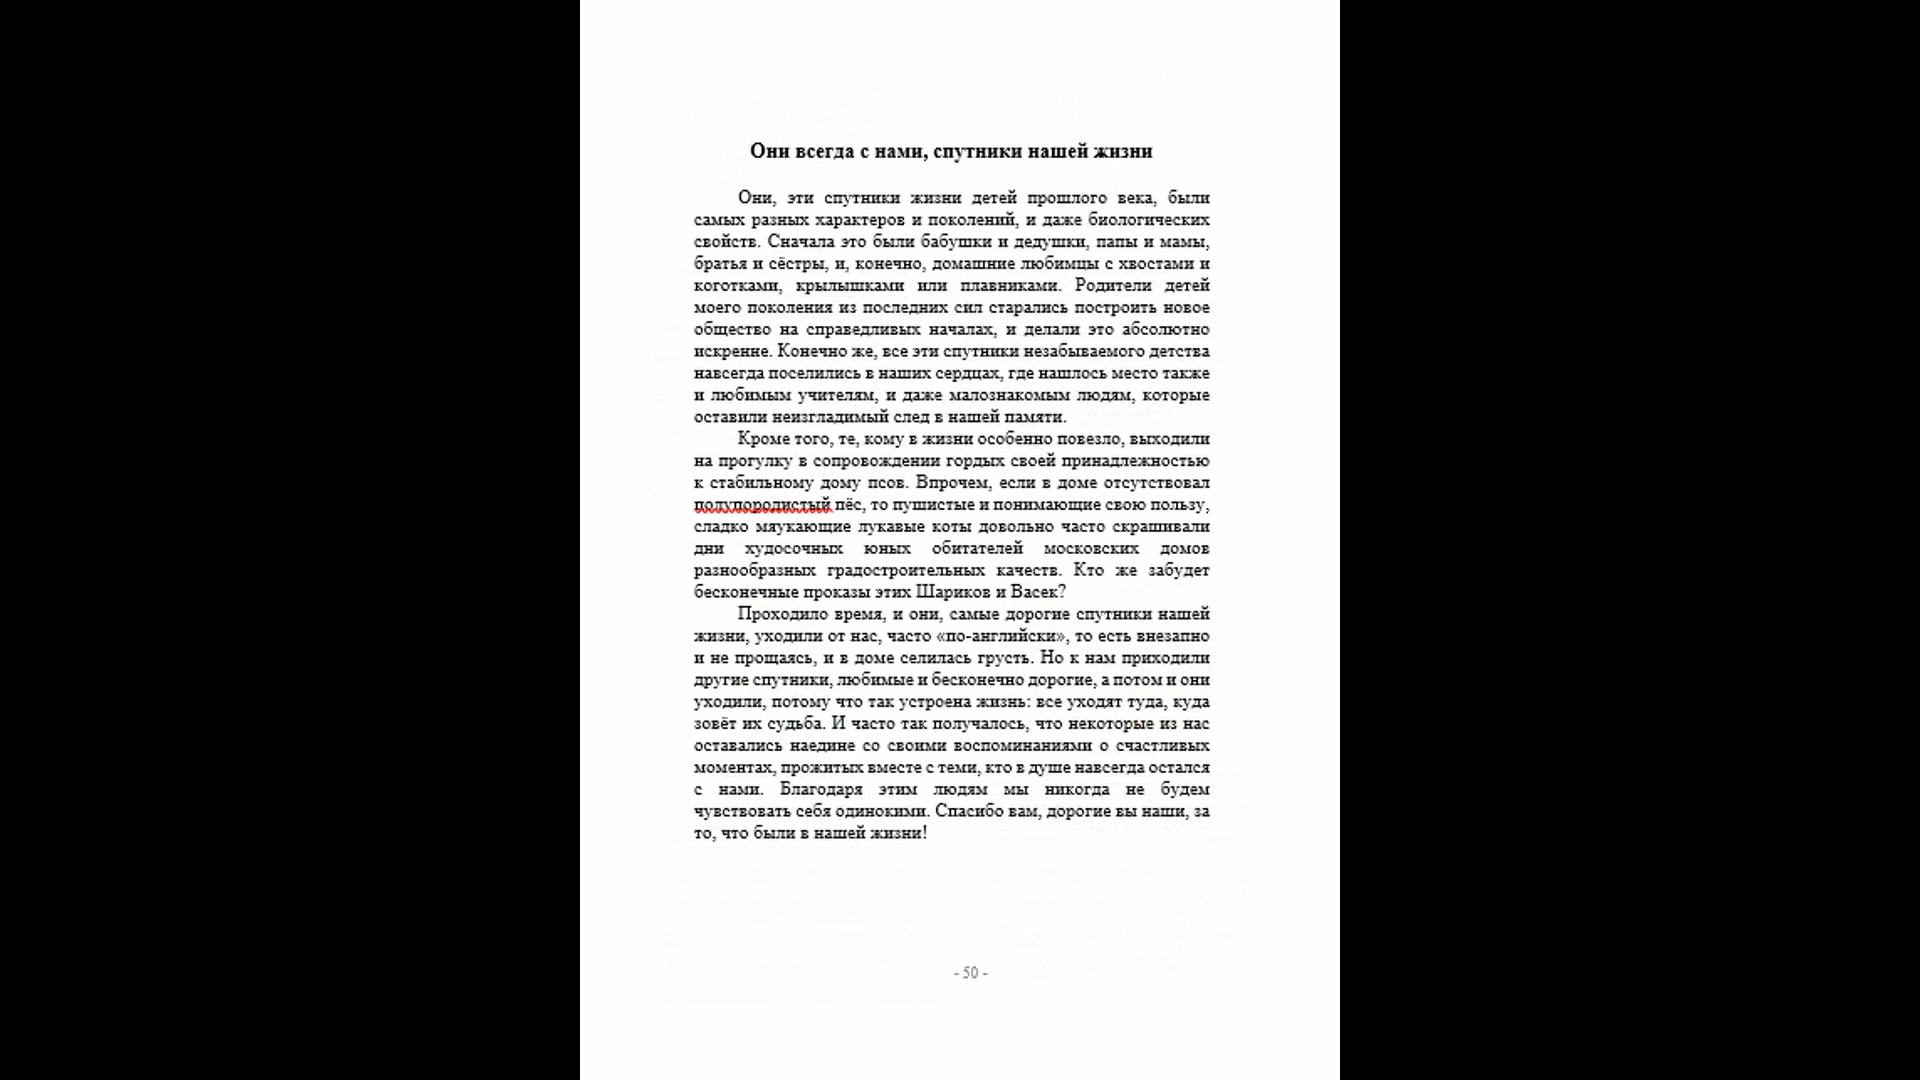 Они всегда с нами, спутники нашей жизни
Они, эти спутники жизни детей прошлого века, были
самых разных характеров и поколений, и даже биологических
свойств. Сначала это были бабушки и дедушки, папы и мамы,
братья и сёстры, и, конечно, домашние любимцы с хвостами и
коготками, крылышками или плавниками. Родители детей
моего поколения из последних сил старались построить новое
общество на справедливых началах, и делали это абсолютно
искренне. Конечно же, все эти спутники незабываемого детства
навсегда поселились в наших сердцах, где нашлось место также
и любимым учителям, и даже малознакомым людям, которые
оставили неизгладимый след в нашей памяти.
Кроме того, те, кому в жизни особенно повезло, выходили
на прогулку в сопровождении гордых своей принадлежностью
к стабильному дому псов. Впрочем, если в доме отсутствовал
полупородистый пёс, то пушистые и понимающие свою пользу,
сладко мяукающие лукавые коты довольно часто скрашивали
дни худосочных юных обитателей московских домов
разнообразных градостроительных качеств. Кто же забудет
бесконечные проказы этих Шариков и Васек?
Проходило время, и они, самые дорогие спутники нашей
жизни, уходили от нас, часто «по-английски», то есть внезапно
и не прощаясь, и в доме селилась грусть. Но к нам приходили
другие спутники, любимые и бесконечно дорогие, а потом и они
уходили, потому что так устроена жизнь: все уходят туда, куда
зовёт их судьба. И часто так получалось, что некоторые из нас
оставались наедине со своими воспоминаниями о счастливых
моментах, прожитых вместе с теми, кто в душе навсегда остался
с нами. Благодаря этим людям мы никогда не будем
чувствовать себя одинокими. Спасибо вам, дорогие вы наши, за
то, что были в нашей жизни!
- 50 -